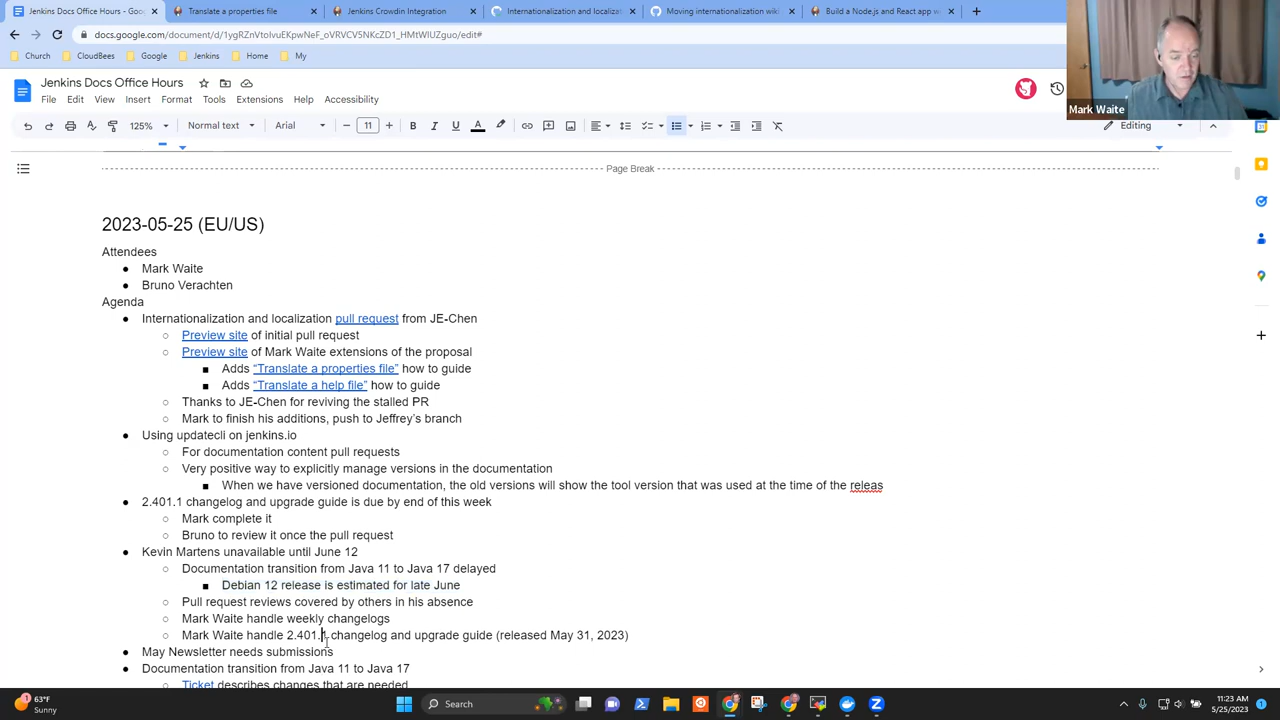 Jenkins Docs Office Hours - G
Translate a properties file
Jenkins Crowdin Integration
Internationalization and localiza
Moving internationalization wiki
Build a Node.js and React app w
docs.google.com/document/d/1ygRZnVtoIvuEKpwNeF_oVRVCV5NKcZD1_HMtWIUZguo/edit#
Church
CloudBees
Google
Jenkins
Home
My
Jenkins Docs Office Hours
File Edit View Insert Format Tools Extensions Help Accessibility
125% Normal text Arial 11 Editing
Mark Waite
Page Break
2023-05-25 (EU/US)
Attendees
● Mark Waite
● Bruno Verachten
Agenda
● Internationalization and localization pull request from JE-Chen
○ Preview site of initial pull request
○ Preview site of Mark Waite extensions of the proposal
■ Adds “Translate a properties file” how to guide
■ Adds “Translate a help file” how to guide
○ Thanks to JE-Chen for reviving the stalled PR
○ Mark to finish his additions, push to Jeffrey’s branch
● Using updatecli on jenkins.io
○ For documentation content pull requests
○ Very positive way to explicitly manage versions in the documentation
■ When we have versioned documentation, the old versions will show the tool version that was used at the time of the releas
● 2.401.1 changelog and upgrade guide is due by end of this week
○ Mark complete it
○ Bruno to review it once the pull request
● Kevin Martens unavailable until June 12
○ Documentation transition from Java 11 to Java 17 delayed
■ Debian 12 release is estimated for late June
○ Pull request reviews covered by others in his absence
○ Mark Waite handle weekly changelogs
○ Mark Waite handle 2.401.1 changelog and upgrade guide (released May 31, 2023)
● May Newsletter needs submissions
● Documentation transition from Java 11 to Java 17
○ Ticket describes changes that are needed
63°F
Sunny
Search
11:23 AM
5/25/2023